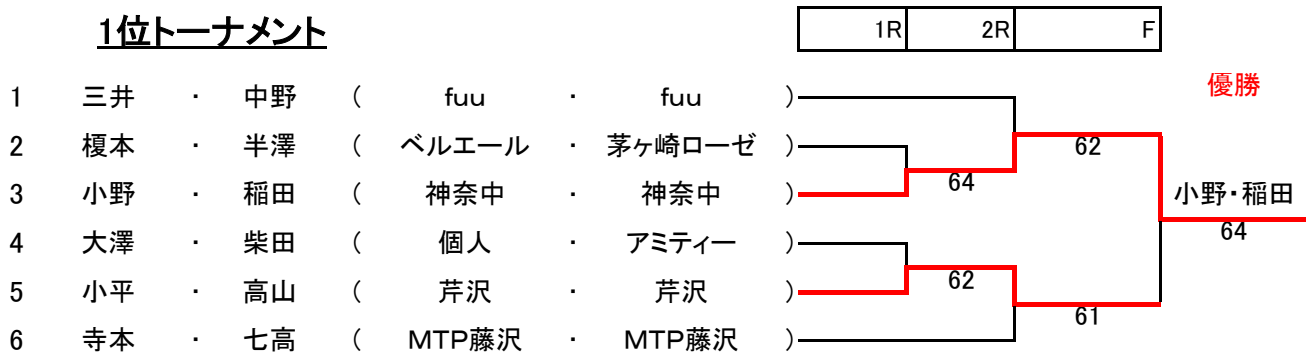 1位トーナメント
1R 2R F
優勝
1 三井 ・ 中野 ( fuu ・ fuu )
2 榎本 ・ 半澤 ( ベルエール ・ 茅ヶ崎ローゼ )
62
3 小野 ・ 稲田 ( 神奈中 ・ 神奈中 )
64
小野・稲田
64
4 大澤 ・ 柴田 ( 個人 ・ アミティー )
5 小平 ・ 高山 ( 芹沢 ・ 芹沢 )
62
61
6 寺本 ・ 七高 ( MTP藤沢 ・ MTP藤沢 )